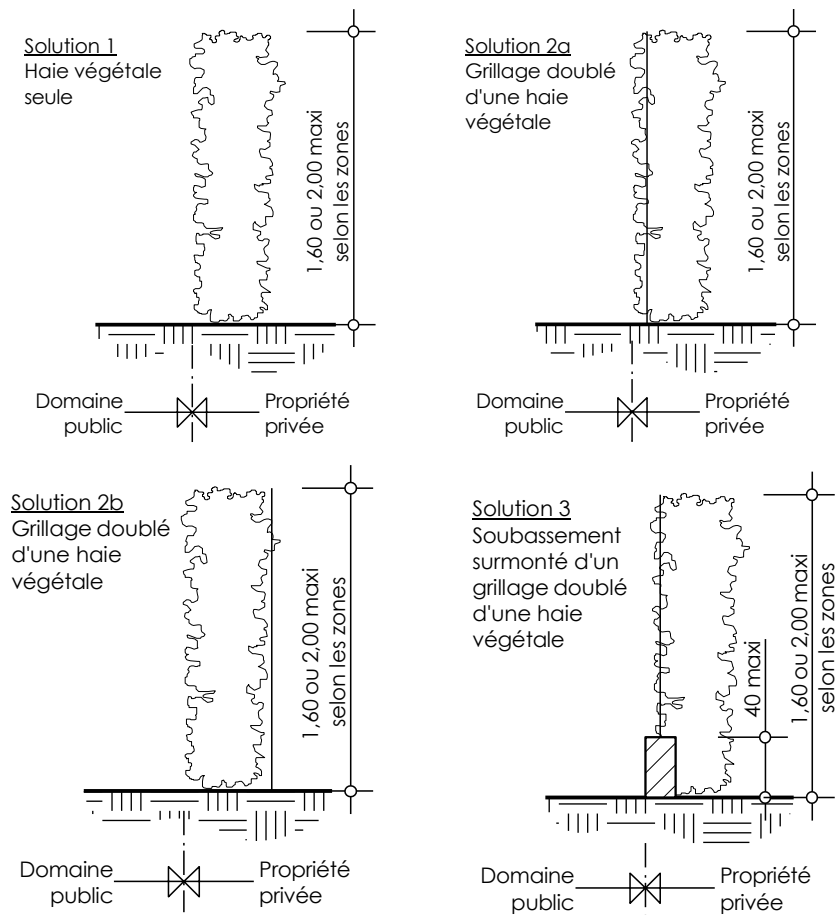 Solution 1
Haie végétale
seule
1,60 ou 2,00 maxi
selon les zones
Domaine
public
Propriété
privée
Solution 2a
Grillage doublé
d'une haie
végétale
1,60 ou 2,00 maxi
selon les zones
Domaine
public
Propriété
privée
Solution 2b
Grillage doublé
d'une haie
végétale
1,60 ou 2,00 maxi
selon les zones
Domaine
public
Propriété
privée
Solution 3
Soubassement
surmonté d'un
grillage doublé
d'une haie
végétale
40 maxi
1,60 ou 2,00 maxi
selon les zones
Domaine
public
Propriété
privée